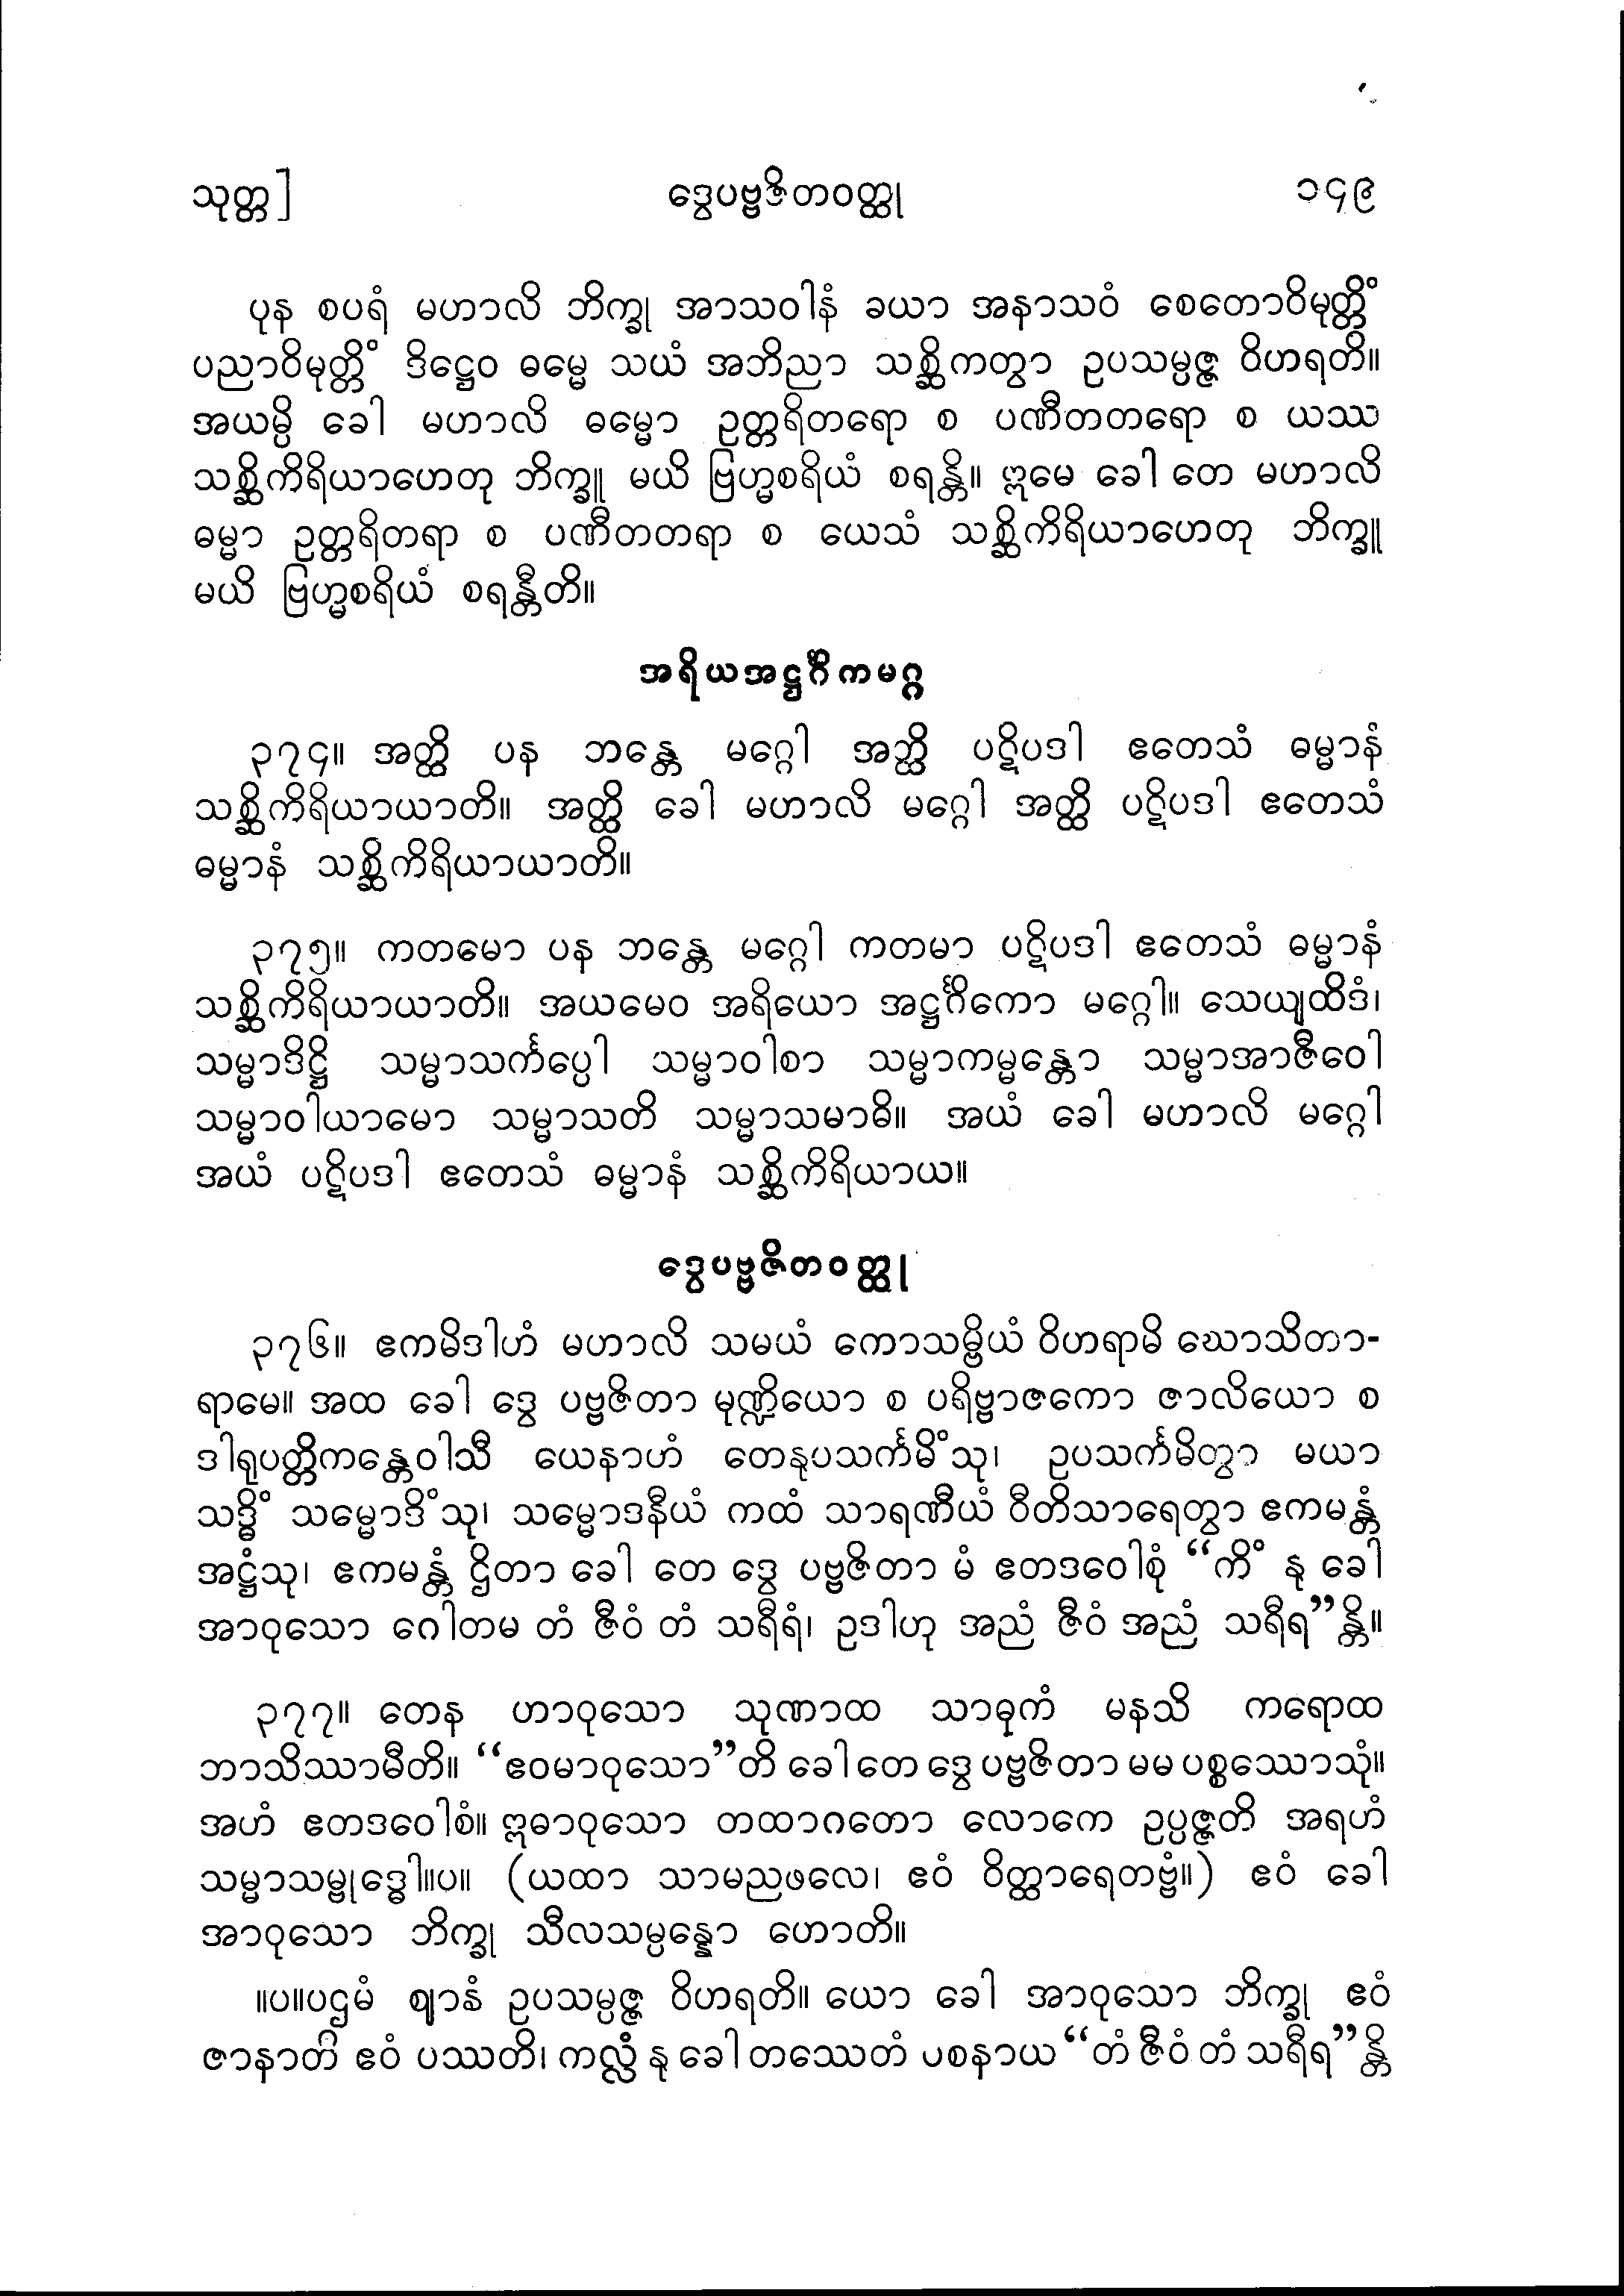 သုတ္တ] ဒွေပဗ္ဗဇိတဝတ္ထု ၁၄၉
ပုန စပရံ မဟာလိ ဘိက္ခု အာသဝါနံ ခယာ အနာသဝံ စေတောဝိမုတ္တိံ
ပညာဝိမုတ္တိံ ဒိဋ္ဌေဝ ဓမ္မေ သယံ အဘိညာ သစ္ဆိကတွာ ဥပသမ္ပဇ္ဇ ဝိဟရတိ။
အယမ္ပိ ခေါ မဟာလိ ဓမ္မော ဥတ္တရိတရော စ ပဏီတတရော စ ယဿ
သစ္ဆိကိရိယာဟေတု ဘိက္ခူ မယိ ဗြဟ္မစရိယံ စရန္တိ။ ဣမေ ခေါ တေ မဟာလိ
ဓမ္မာ ဥတ္တရိတရာ စ ပဏီတတရာ စ ယေသံ သစ္ဆိကိရိယာဟေတု ဘိက္ခူ
မယိ ဗြဟ္မစရိယံ စရန္တီတိ။
အရိယအဋ္ဌင်္ဂိကမဂ္ဂ
၃၇၄။ အတ္ထိ ပန ဘန္တေ မဂ္ဂေါ အတ္ထိ ပဋိပဒါ ဧတေသံ ဓမ္မာနံ
သစ္ဆိကိရိယာယာတိ။ အတ္ထိ ခေါ မဟာလိ မဂ္ဂေါ အတ္ထိ ပဋိပဒါ ဧတေသံ
ဓမ္မာနံ သစ္ဆိကိရိယာယာတိ။
၃၇၅။ ကတမော ပန ဘန္တေ မဂ္ဂေါ ကတမာ ပဋိပဒါ ဧတေသံ ဓမ္မာနံ
သစ္ဆိကိရိယာယာတိ။ အယမေဝ အရိယော အဋ္ဌင်္ဂိကော မဂ္ဂေါ။ သေယျထိဒံ၊
သမ္မာဒိဋ္ဌိ သမ္မာသင်္ကပ္ပေါ သမ္မာဝါစာ သမ္မာကမ္မန္တော သမ္မာအာဇီဝေါ
သမ္မာဝါယာမော သမ္မာသတိ သမ္မာသမာဓိ။ အယံ ခေါ မဟာလိ မဂ္ဂေါ
အယံ ပဋိပဒါ ဧတေသံ ဓမ္မာနံ သစ္ဆိကိရိယာယ။
ဒွေပဗ္ဗဇိတဝတ္ထု
၃၇၆။ ဧကမိဒါဟံ မဟာလိ သမယံ ကောသမ္ဗိယံ ဝိဟရာမိ ဃောသိတာ-
ရာမေ။ အထ ခေါ ဒွေ ပဗ္ဗဇိတာ မုဏ္ဍိယော စ ပရိဗ္ဗာဇကော ဇာလိယော စ
ဒါရုပတ္တိကန္တေဝါသီ ယေနာဟံ တေနုပသင်္ကမိံသု၊ ဥပသင်္ကမိတွာ မယာ
သဒ္ဓိံ သမ္မောဒိံသု၊ သမ္မောဒနီယံ ကထံ သာရဏီယံ ဝီတိသာရေတွာ ဧကမန္တံ
အဋ္ဌံသု၊ ဧကမန္တံ ဌိတာ ခေါ တေ ဒွေ ပဗ္ဗဇိတာ မံ ဧတဒဝေါစုံ “ကိံ နု ခေါ
အာဝုသော ဂေါတမ တံ ဇီဝံ တံ သရီရံ၊ ဥဒါဟု အညံ ဇီဝံ အညံ သရီရ”န္တိ။
၃၇၇။ တေန ဟာဝုသော သုဏာထ သာဓုကံ မနသိ ကရောထ
ဘာသိဿာမီတိ။ “ဧဝမာဝုသော”တိ ခေါ တေ ဒွေ ပဗ္ဗဇိတာ မမ ပစ္စဿောသုံ။
အဟံ ဧတဒဝေါစံ။ ဣဓာဝုသော တထာဂတော လောကေ ဥပ္ပဇ္ဇတိ အရဟံ
သမ္မာသမ္ဗုဒ္ဓေါ။ပ။ (ယထာ သာမညဖလေ၊ ဧဝံ ဝိတ္ထာရေတဗ္ဗံ။) ဧဝံ ခေါ
အာဝုသော ဘိက္ခု သီလသမ္ပန္နော ဟောတိ။
။ပ။ပဌမံ ဈာနံ ဥပသမ္ပဇ္ဇ ဝိဟရတိ။ ယော ခေါ အာဝုသော ဘိက္ခု ဧဝံ
ဇာနာတိ ဧဝံ ပဿတိ၊ ကလ္လံ နု ခေါ တဿေတံ ပစနာယ “တံ ဇီဝံ တံ သရီရ”န္တိ